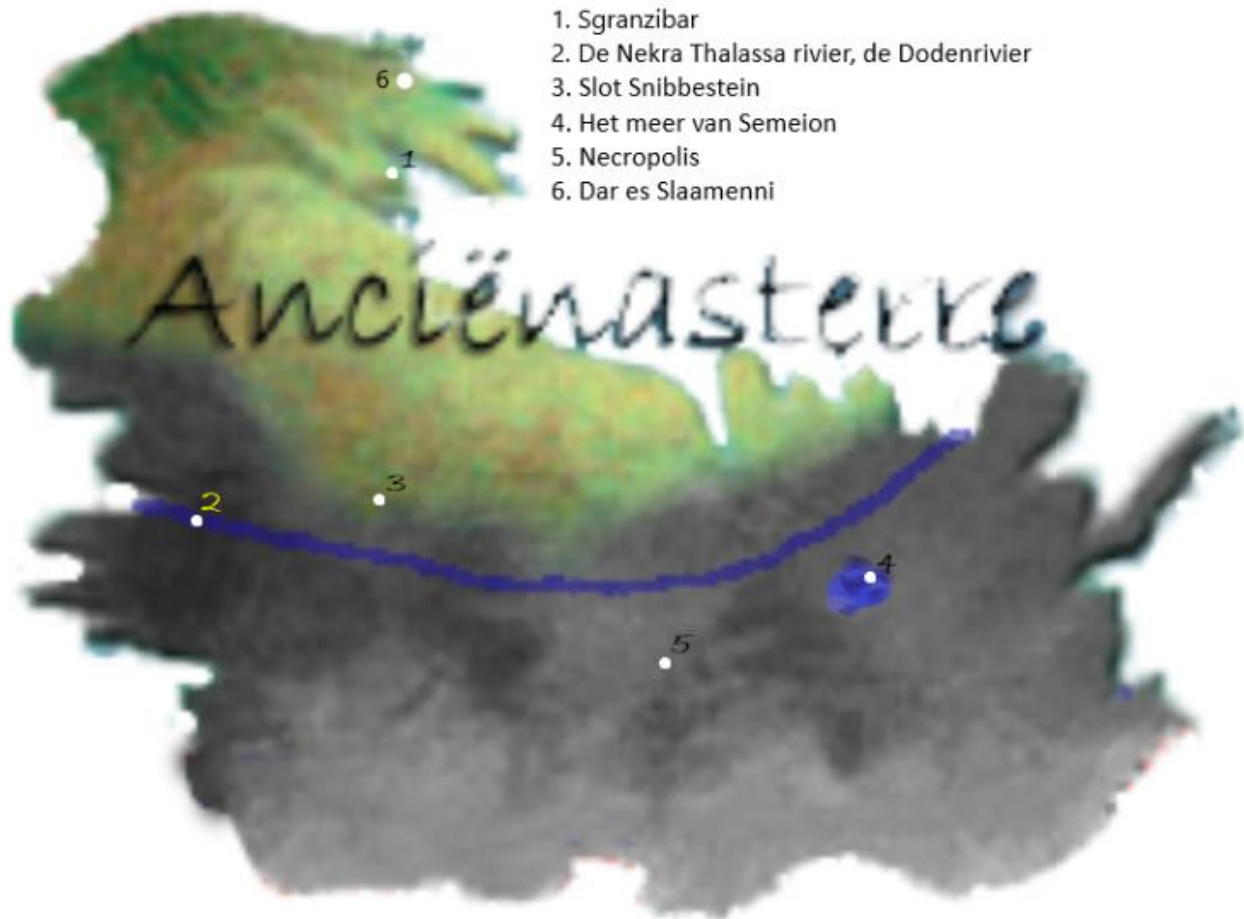 1. Sgranzibar
2. De Nekra Thalassa rivier, de Dodenrivier
3. Slot Snibbestein
4. Het meer van Semeion
5. Necropolis
6. Dar es Slaamenni
6
1
Anciënasterre
3
2
4
5